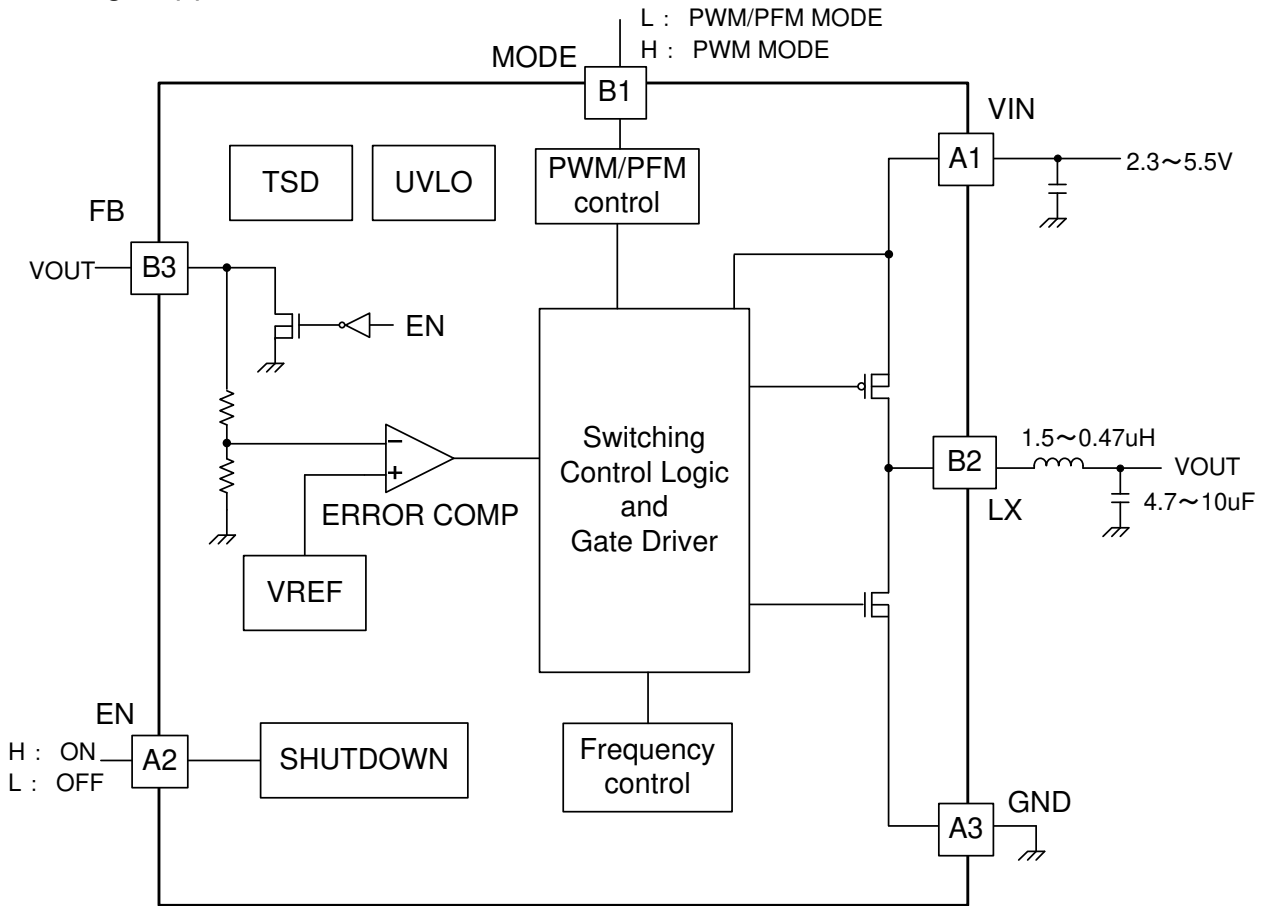 L : PWM/PFM MODE
H : PWM MODE
MODE
B1
VIN
A1
2.3～5.5V
TSD
UVLO
PWM/PFM
control
FB
VOUT
B3
EN
Switching
Control Logic
and
Gate Driver
ERROR COMP
VREF
1.5～0.47uH
B2
VOUT
LX
4.7～10uF
EN
H : ON
L : OFF
A2
SHUTDOWN
Frequency
control
GND
A3